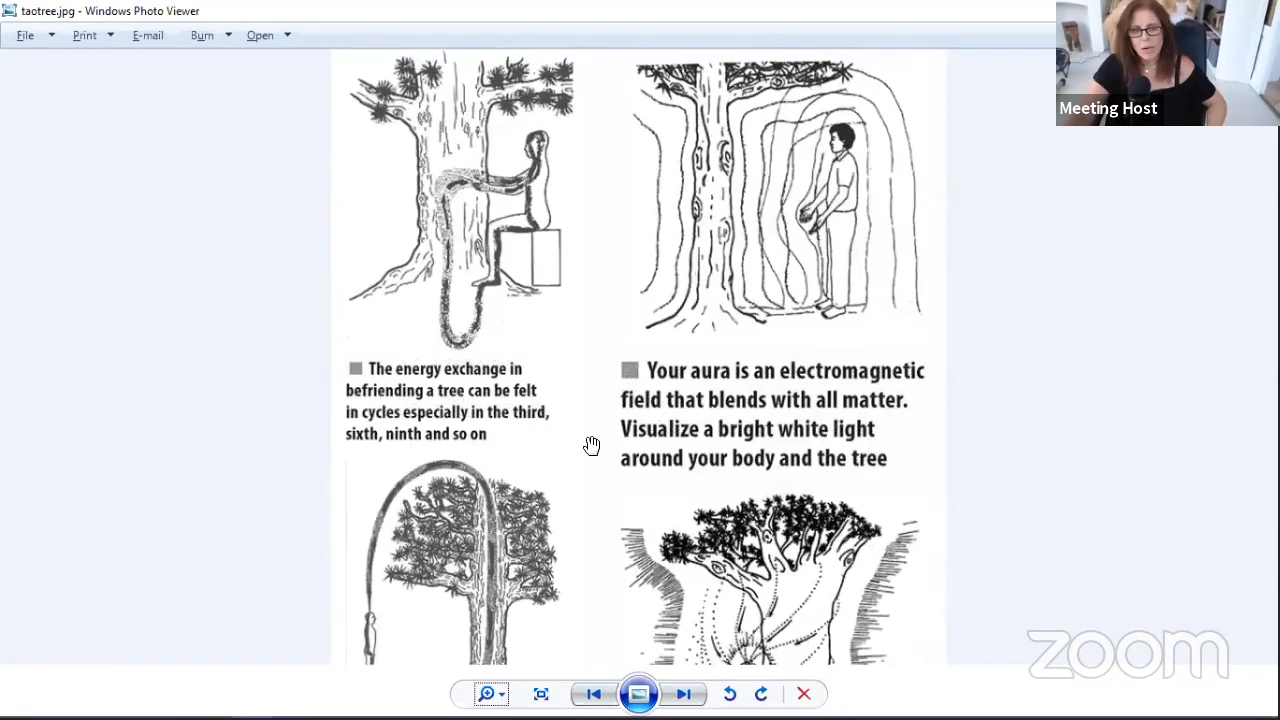 taotree.jpg - Windows Photo Viewer
File Print E-mail Burn Open
Meeting Host
The energy exchange in
befriending a tree can be felt
in cycles especially in the third,
sixth, ninth and so on
Your aura is an electromagnetic
field that blends with all matter.
Visualize a bright white light
around your body and the tree
zoom